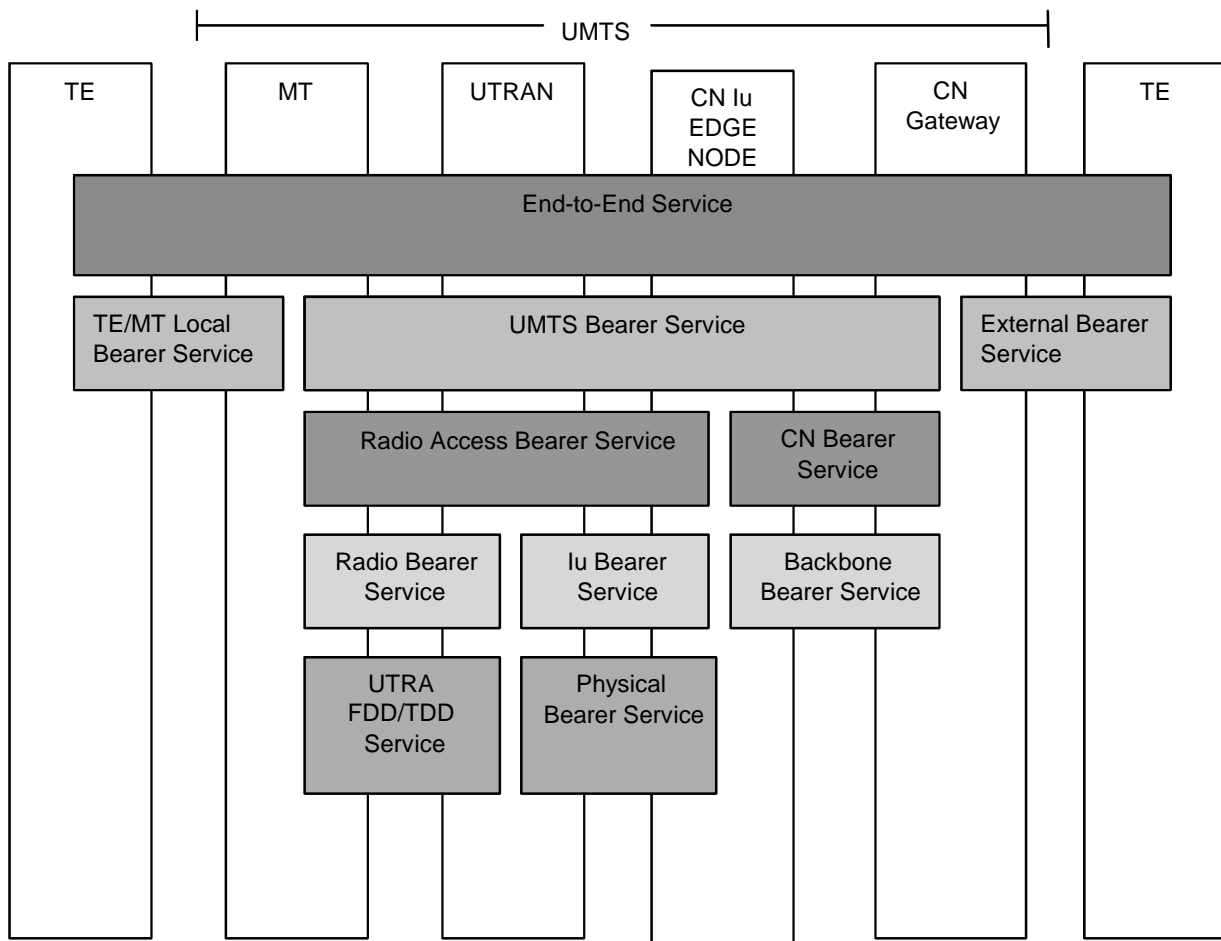 UMTS
TE
MT
UTRAN
CN Iu
EDGE
NODE
CN
Gateway
TE
End-to-End Service
TE/MT Local
Bearer Service
UMTS Bearer Service
External Bearer
Service
Radio Access Bearer Service
CN Bearer
Service
Radio Bearer
Service
Iu Bearer
Service
Backbone
Bearer Service
UTRA
FDD/TDD
Service
Physical
Bearer Service